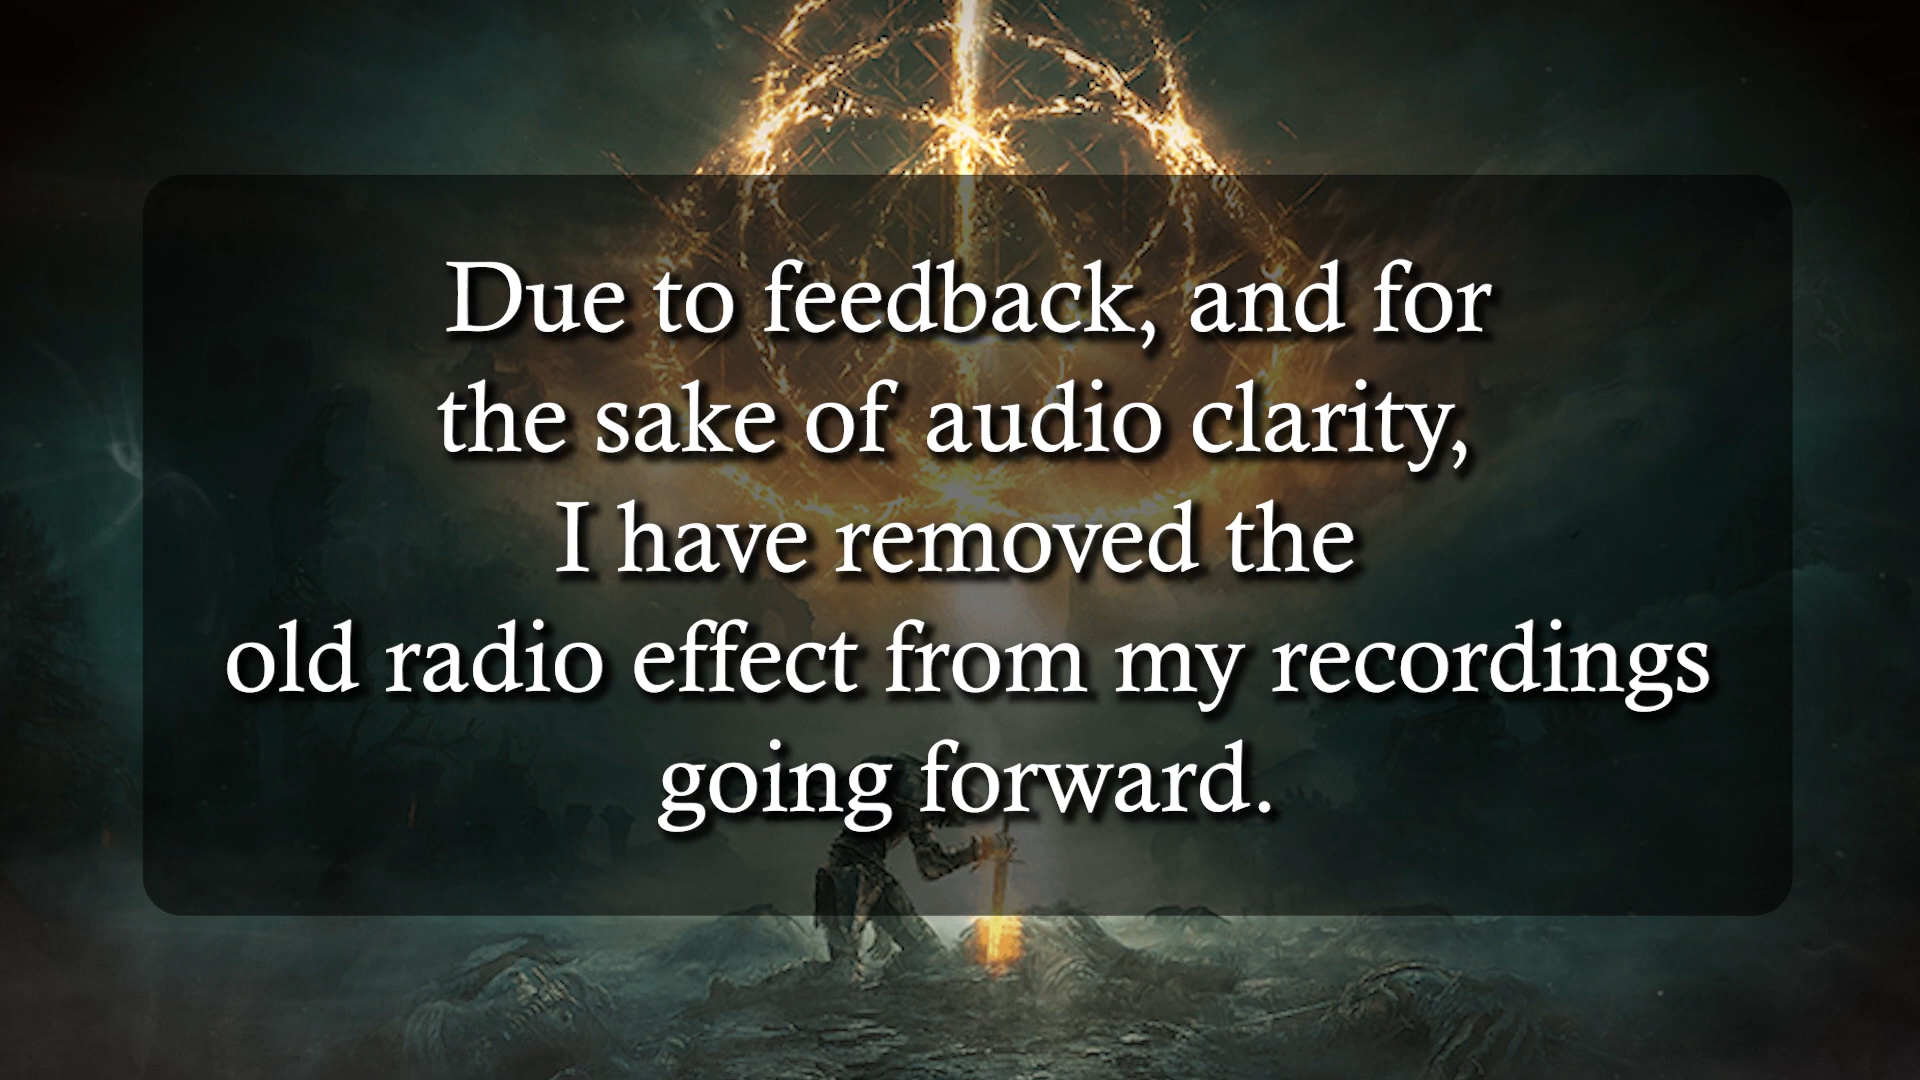 Due to feedback, and for
the sake of audio clarity,
I have removed the
old radio effect from my recordings
going forward.